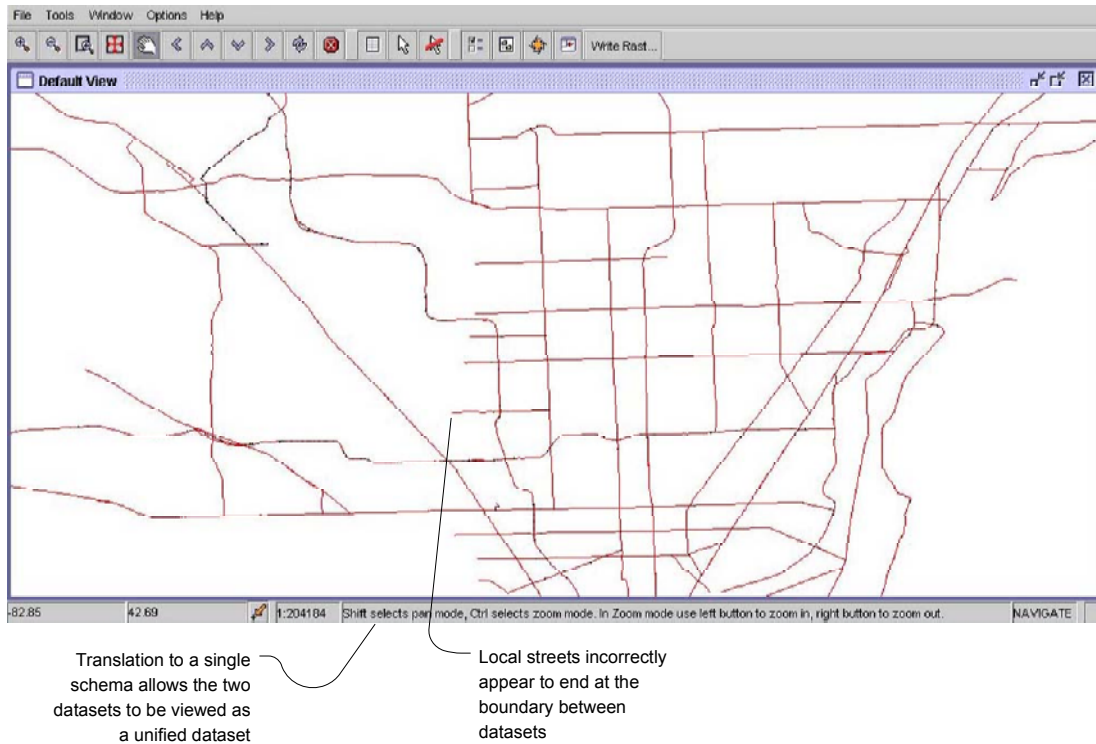 File Tools Window Options Help
Write Rast...
Default View
-82.85 42.69 1:204184 Shift selects pan mode, Ctrl selects zoom mode. In Zoom mode use left button to zoom in, right button to zoom out. NAVIGATE
Translation to a single
schema allows the two
datasets to be viewed as
a unified dataset
Local streets incorrectly
appear to end at the
boundary between
datasets